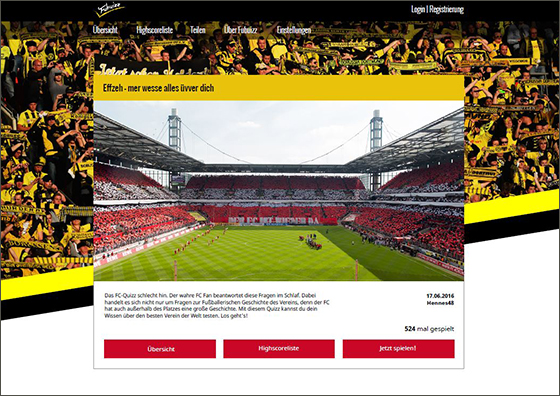 Fubuizz
Login | Registrierung
Übersicht Highscoreliste Teilen Über Fubuizz Einstellungen
Effzeh - mer wesse alles üvver dich
Das FC-Quizz schlecht hin. Der wahre FC Fan beantwortet diese Fragen im Schlaf. Dabei
handelt es sich nicht nur um Fragen zur Fußballerischen Geschichte des Vereins, denn der FC
hat auch außerhalb des Platzes eine große Geschichte. Mit diesem Quizz kannst du dein
Wissen über den besten Verein der Welt testen. Los geht's!
17.06.2016
Hennes48
524 mal gespielt
Übersicht Highscoreliste Jetzt spielen!